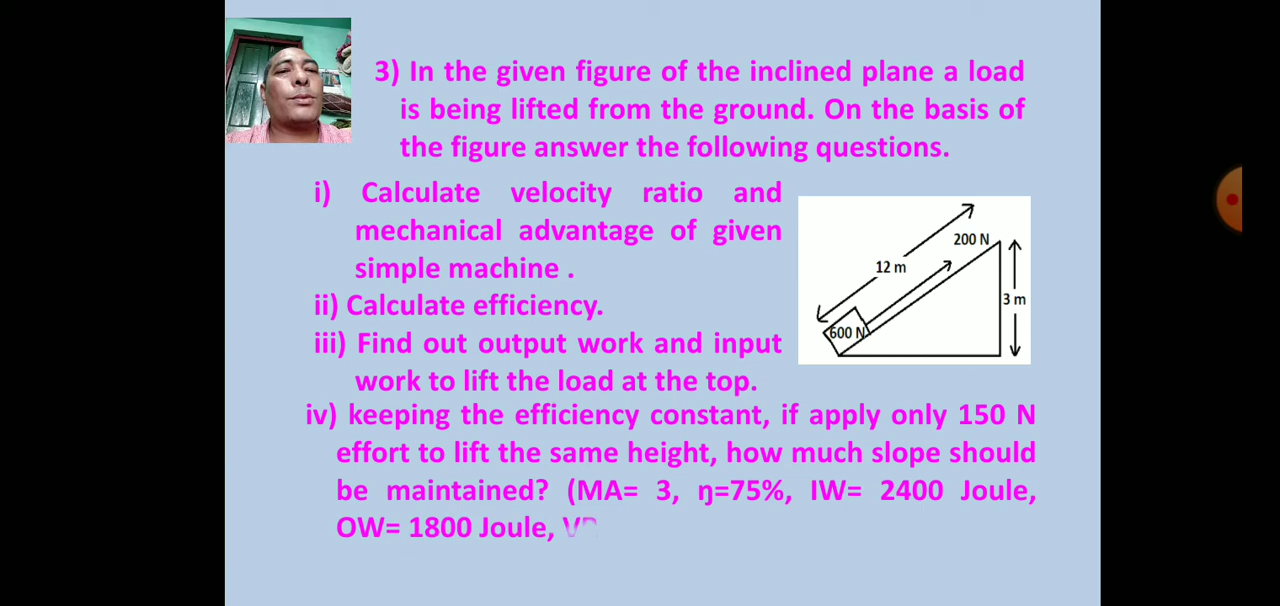 3) In the given figure of the inclined plane a load
is being lifted from the ground. On the basis of
the figure answer the following questions.
i) Calculate velocity ratio and
mechanical advantage of given
simple machine .
ii) Calculate efficiency.
iii) Find out output work and input
work to lift the load at the top.
200 N
12 m
3 m
600 N
iv) keeping the efficiency constant, if apply only 150 N
effort to lift the same height, how much slope should
be maintained? (MA= 3, ŋ=75%, IW= 2400 Joule,
OW= 1800 Joule,